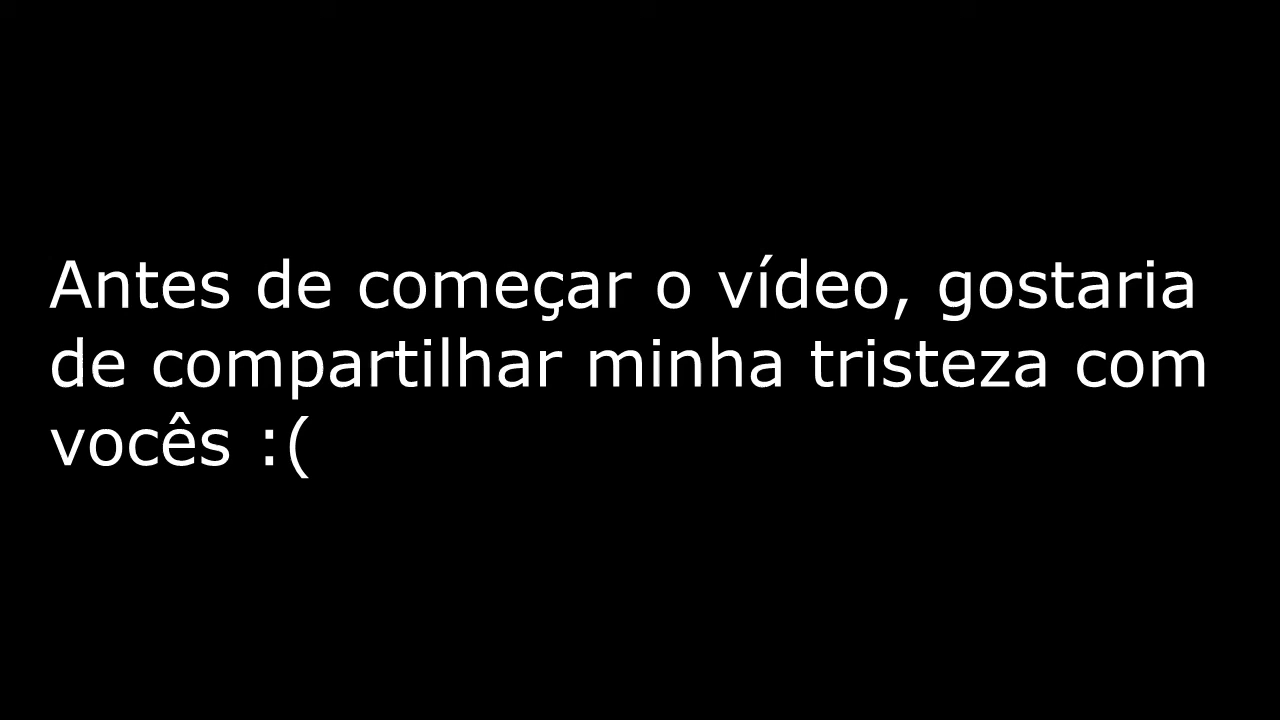 Antes de começar o vídeo, gostaria
de compartilhar minha tristeza com
vocês :(